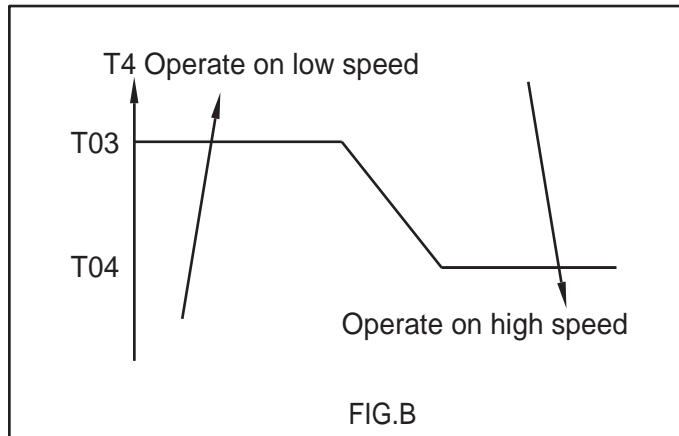 T4 Operate on low speed
T03
T04
Operate on high speed
FIG.B